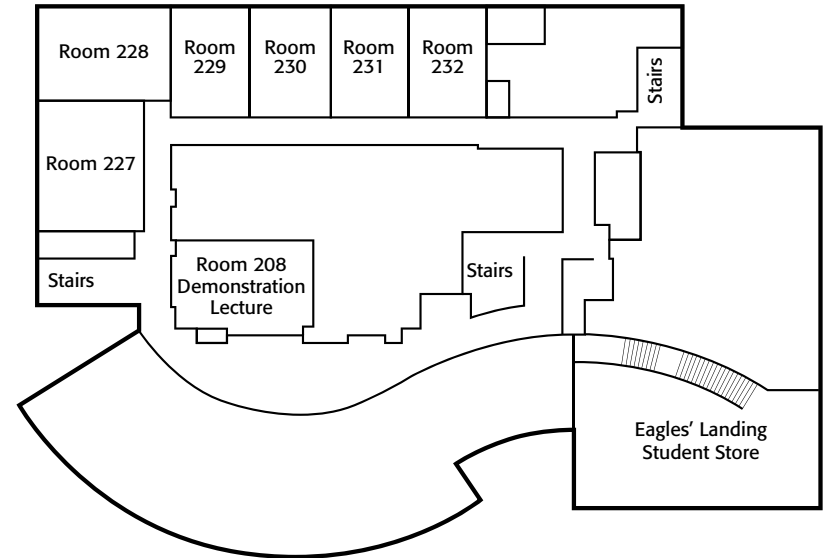 Room 228
Room
229
Room
230
Room
231
Room
232
Stairs
Room 227
Stairs
Room 208
Demonstration
Lecture
Stairs
Eagles’ Landing
Student Store